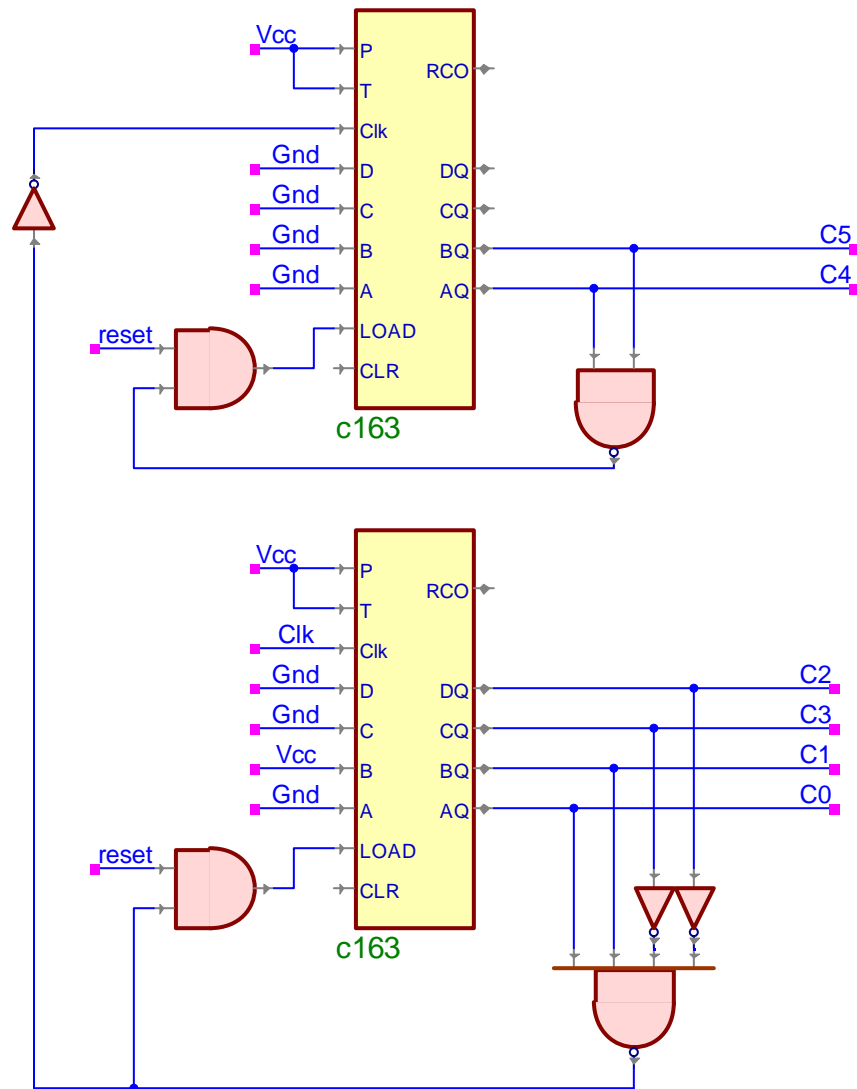 Vcc
P
RCO
T
Clk
Gnd
D
DQ
Gnd
C
CQ
Gnd
B
BQ
C5
Gnd
A
AQ
C4
reset
LOAD
CLR
c163
Vcc
P
RCO
T
Clk
Clk
Gnd
D
DQ
C2
Gnd
C
CQ
C3
Vcc
B
BQ
C1
Gnd
A
AQ
C0
reset
LOAD
CLR
c163